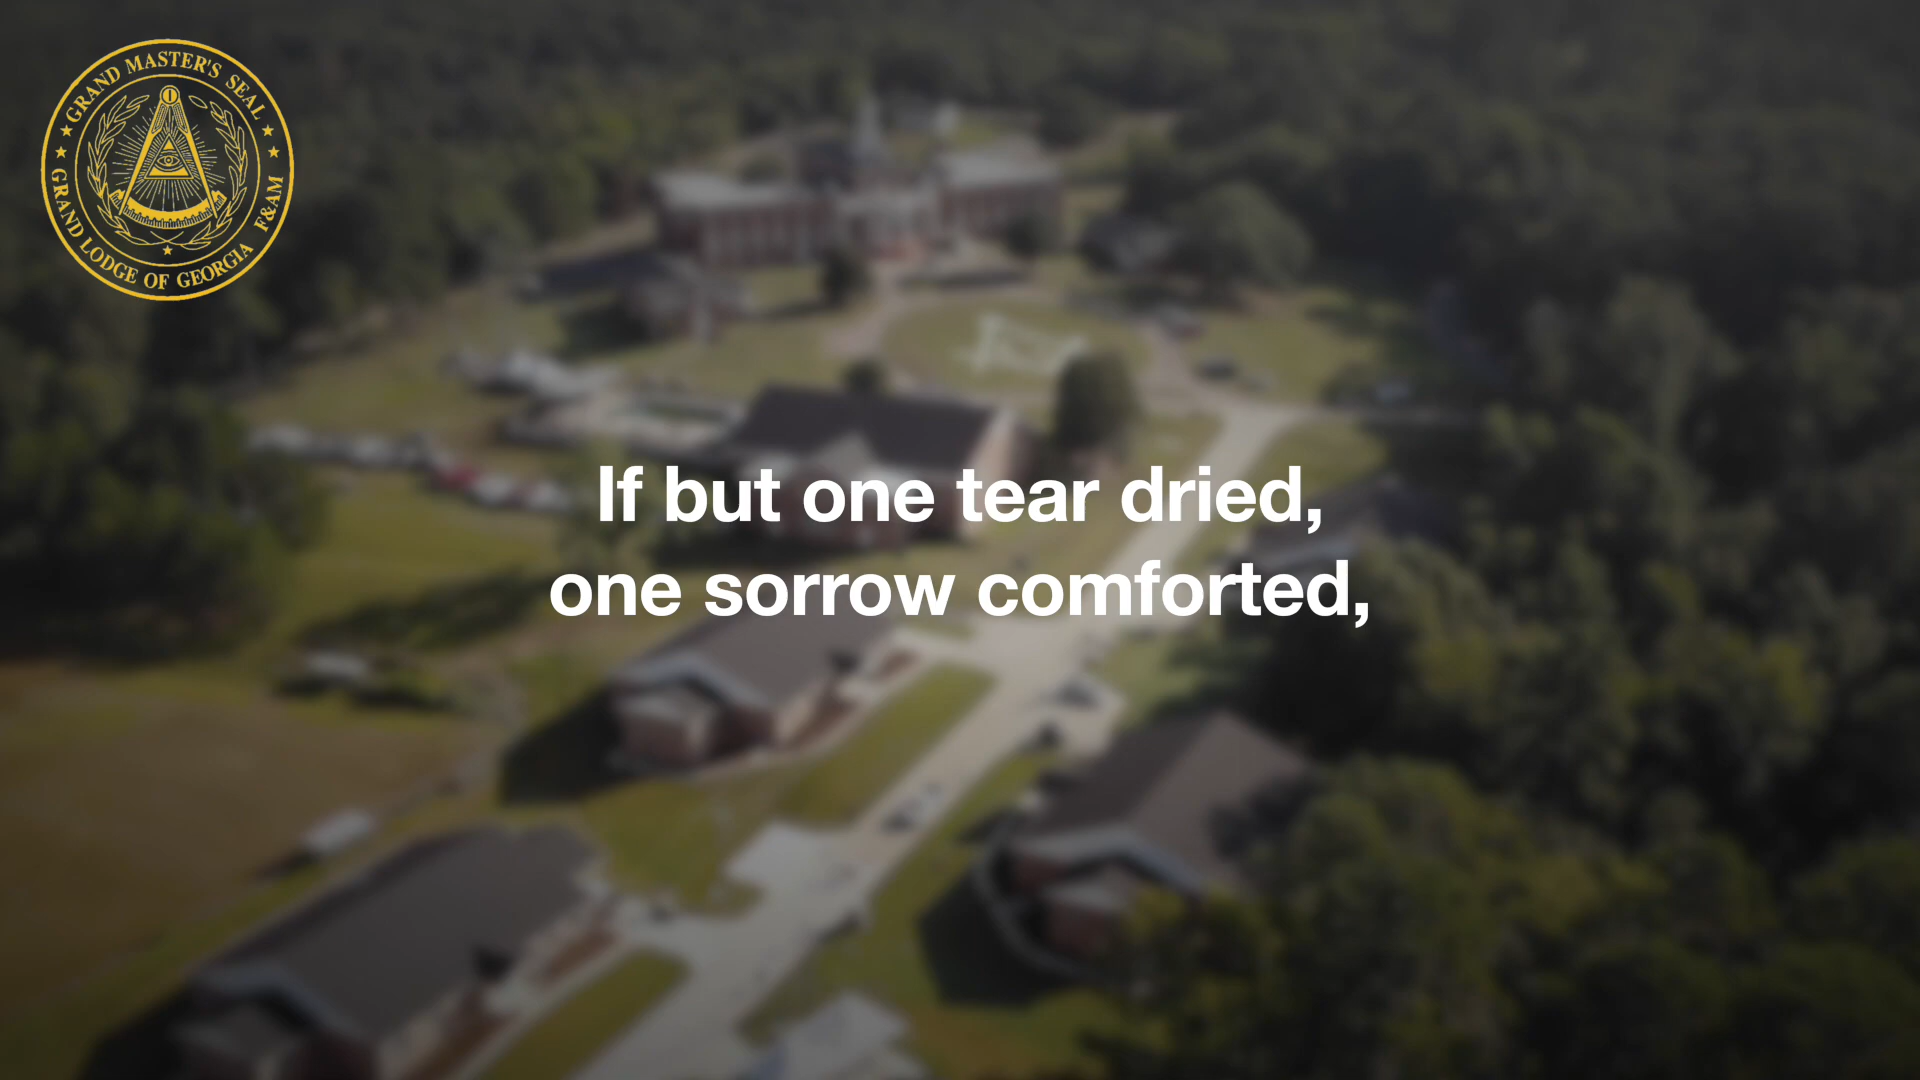 GRAND MASTER'S SEAL
GRAND LODGE OF GEORGIA F&AM
If but one tear dried,
one sorrow comforted,